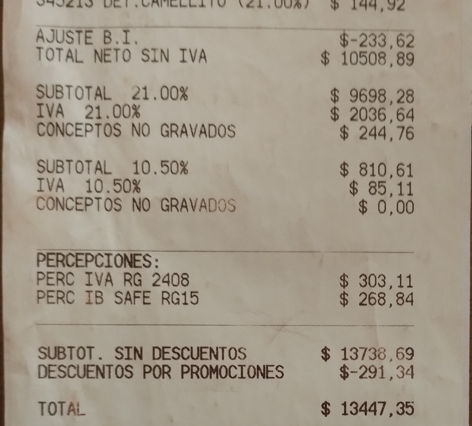 345213 DET.CAMELLITO (21.00%) $ 144,92
AJUSTE B.I. $-233,62
TOTAL NETO SIN IVA $ 10508,89
SUBTOTAL 21.00% $ 9698,28
IVA 21.00% $ 2036,64
CONCEPTOS NO GRAVADOS $ 244,76
SUBTOTAL 10.50% $ 810,61
IVA 10.50% $ 85,11
CONCEPTOS NO GRAVADOS $ 0,00
PERCEPCIONES:
PERC IVA RG 2408 $ 303,11
PERC IB SAFE RG15 $ 268,84
SUBTOT. SIN DESCUENTOS $ 13738,69
DESCUENTOS POR PROMOCIONES $-291,34
TOTAL $ 13447,35